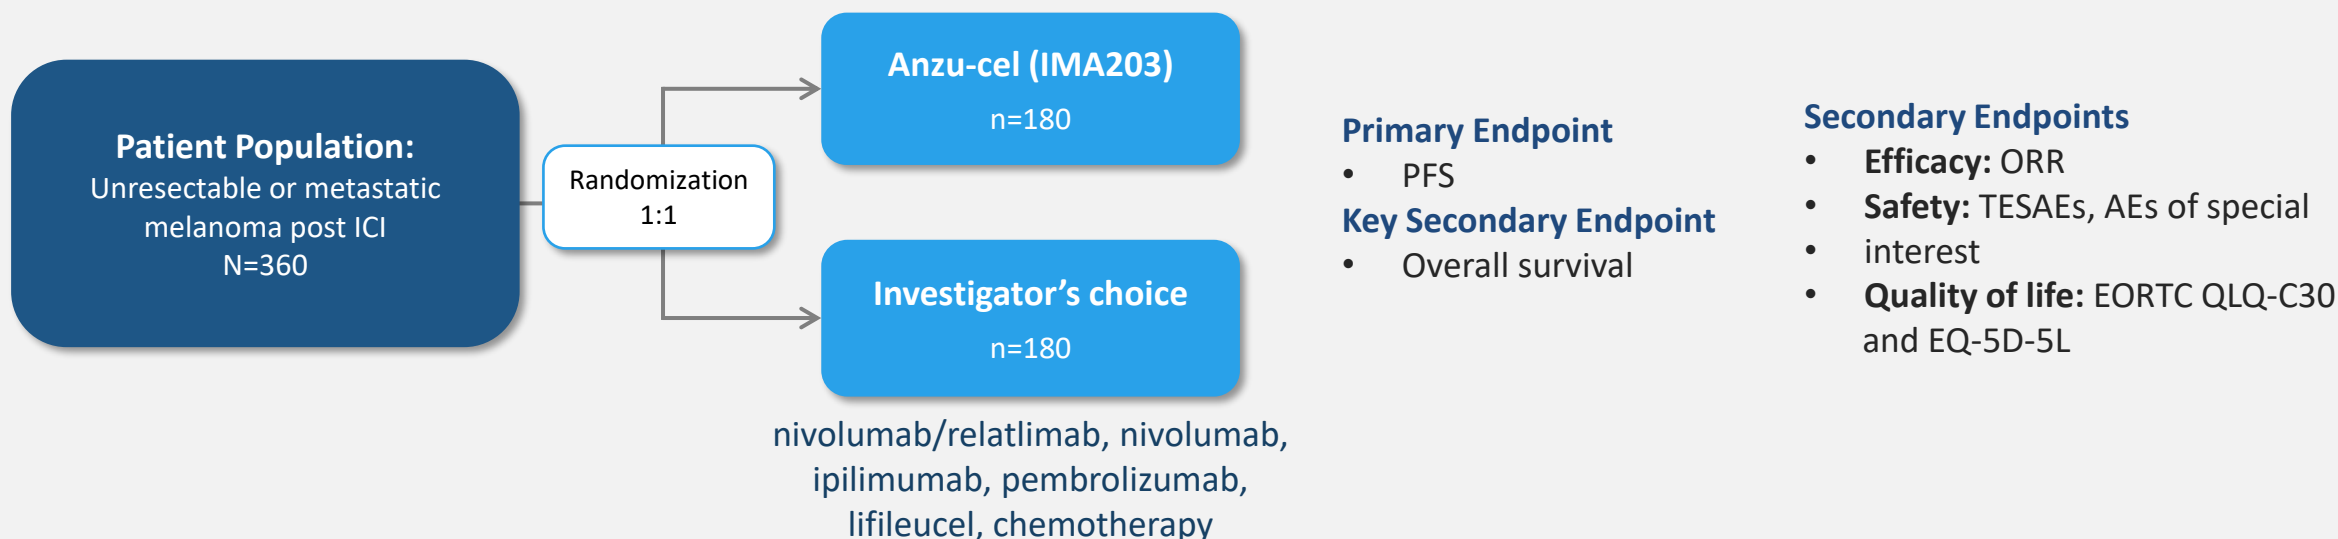 Patient Population:
Unresectable or metastatic
melanoma post ICI
N=360
Randomization
1:1
Anzu-cel (IMA203)
n=180
Investigator’s choice
n=180
nivolumab/relatlimab, nivolumab,
ipilimumab, pembrolizumab,
lifileucel, chemotherapy
Primary Endpoint
• PFS
Key Secondary Endpoint
• Overall survival
Secondary Endpoints
• Efficacy: ORR
• Safety: TESAEs, AEs of special
• interest
• Quality of life: EORTC QLQ-C30
and EQ-5D-5L